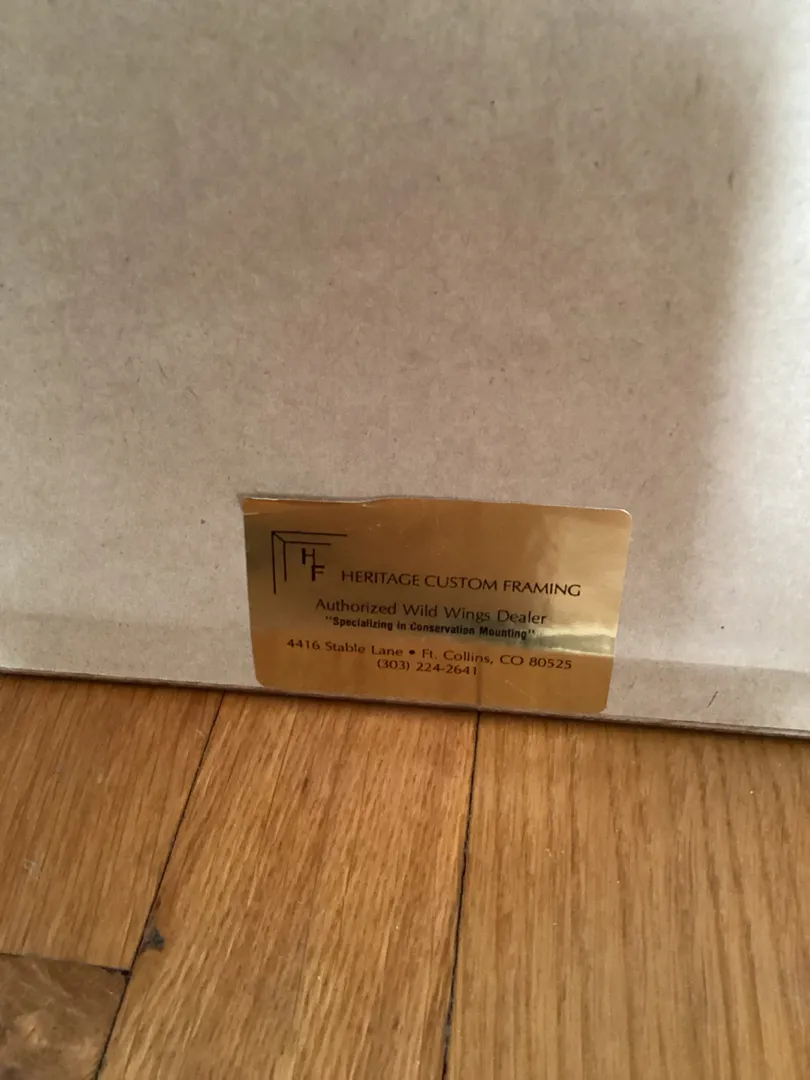 HF
HERITAGE CUSTOM FRAMING
Authorized Wild Wings Dealer
"Specializing in Conservation Mounting"
4416 Stable Lane • Ft. Collins, CO 80525
(303) 224-2641